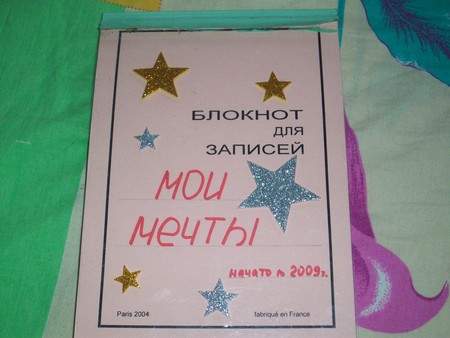 БЛОКНОТ
для
ЗАПИСЕЙ
МОИ
МЕЧТЫ
начато в 2009г.
Paris 2004
fabriqué en France